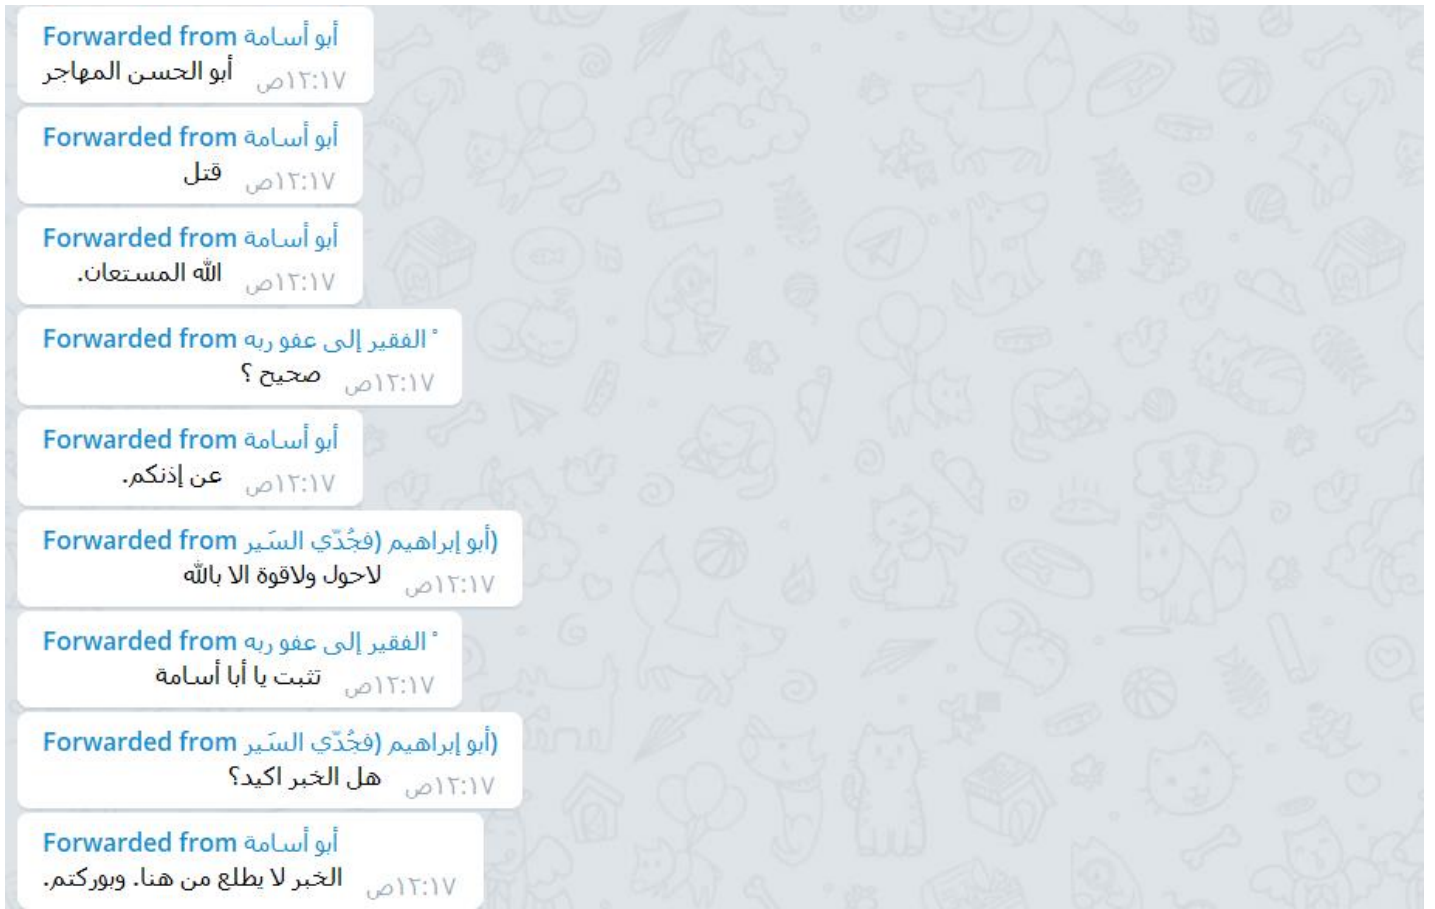 Forwarded from أبو أسامة
أبو الحسن المهاجر ١٢:١٧ص
Forwarded from أبو أسامة
قتل ١٢:١٧ص
Forwarded from أبو أسامة
الله المستعان. ١٢:١٧ص
Forwarded from الفقير إلى عفو ربه °
صحيح ؟ ١٢:١٧ص
Forwarded from أبو أسامة
عن إذنكم. ١٢:١٧ص
Forwarded from أبو إبراهيم (فجُدّي السَير)
لاحول ولاقوة الا بالله ١٢:١٧ص
Forwarded from الفقير إلى عفو ربه °
تثبت يا أبا أسامة ١٢:١٧ص
Forwarded from أبو إبراهيم (فجُدّي السَير)
هل الخبر اكيد؟ ١٢:١٧ص
Forwarded from أبو أسامة
الخبر لا يطلع من هنا. وبوركتم. ١٢:١٧ص